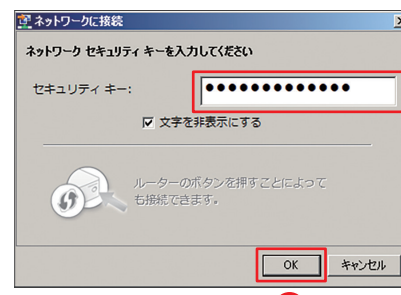 ネットワークに接続
ネットワーク セキュリティ キーを入力してください
セキュリティ キー:
●●●●●●●●●●●●●
文字を非表示にする
ルーターのボタンを押すことによって
も接続できます。
OK キャンセル